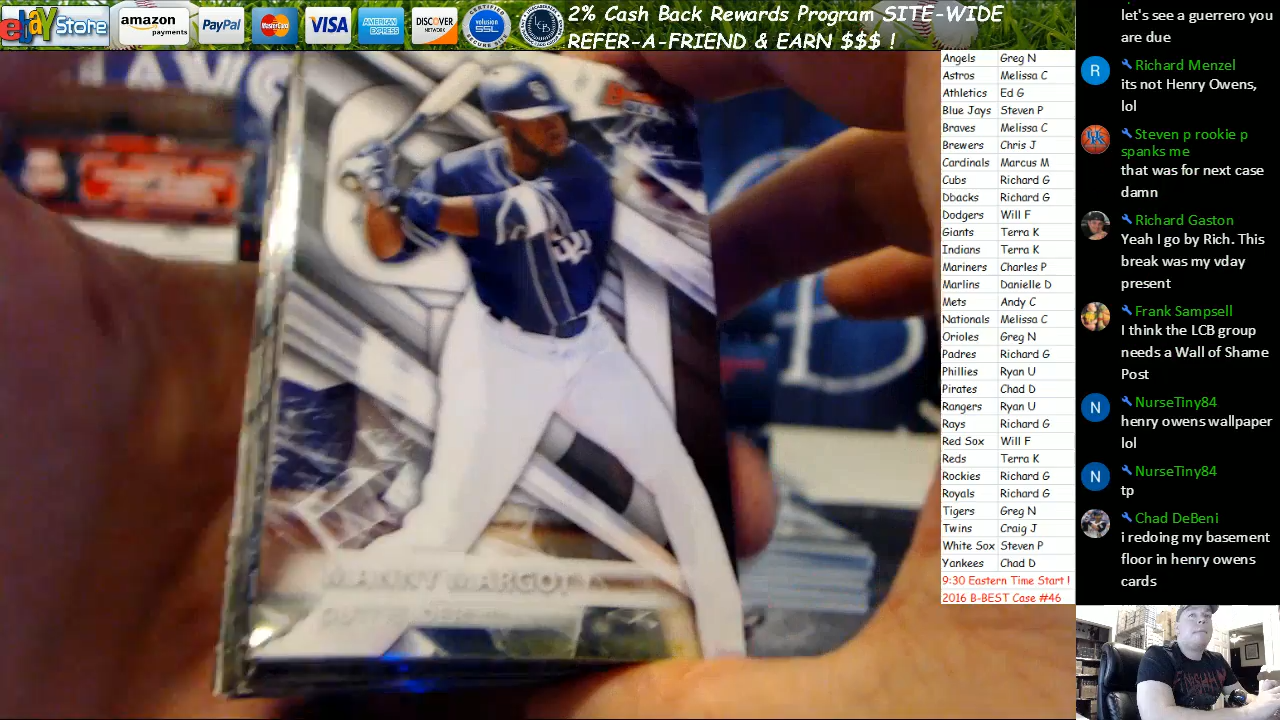 ebay Store
amazon payments
PayPal
MasterCard
VISA
AMERICAN EXPRESS
DISCOVER NETWORK
volusion SSL
LCB
2% Cash Back Rewards Program SITE-WIDE
REFER-A-FRIEND & EARN $$$ !
MANNY MARGOT
Angels Greg N
Astros Melissa C
Athletics Ed G
Blue Jays Steven P
Braves Melissa C
Brewers Chris J
Cardinals Marcus M
Cubs Richard G
Dbacks Richard G
Dodgers Will F
Giants Terra K
Indians Terra K
Mariners Charles P
Marlins Danielle D
Mets Andy C
Nationals Melissa C
Orioles Greg N
Padres Richard G
Phillies Ryan U
Pirates Chad D
Rangers Ryan U
Rays Richard G
Red Sox Will F
Reds Terra K
Rockies Richard G
Royals Richard G
Tigers Greg N
Twins Craig J
White Sox Steven P
Yankees Chad D
9:30 Eastern Time Start !
2016 B-BEST Case #46
let's see a guerrero you
are due
R
Richard Menzel
its not Henry Owens,
lol
Steven p rookie p
spanks me
that was for next case
damn
Richard Gaston
Yeah I go by Rich. This
break was my vday
present
Frank Sampsell
I think the LCB group
needs a Wall of Shame
Post
N
NurseTiny84
henry owens wallpaper
lol
N
NurseTiny84
tp
Chad DeBeni
i redoing my basement
floor in henry owens
cards